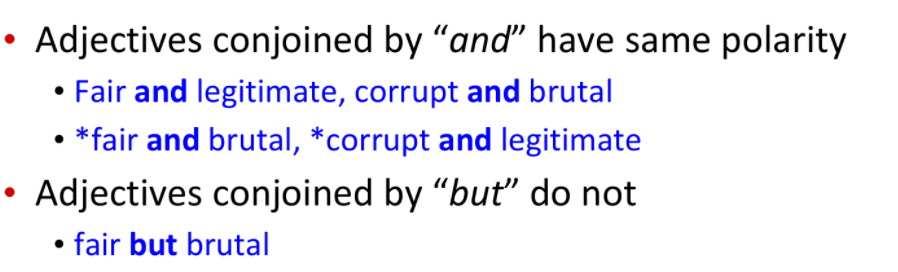 • Adjectives conjoined by “and” have same polarity
• Fair and legitimate, corrupt and brutal
• *fair and brutal, *corrupt and legitimate
• Adjectives conjoined by “but” do not
• fair but brutal